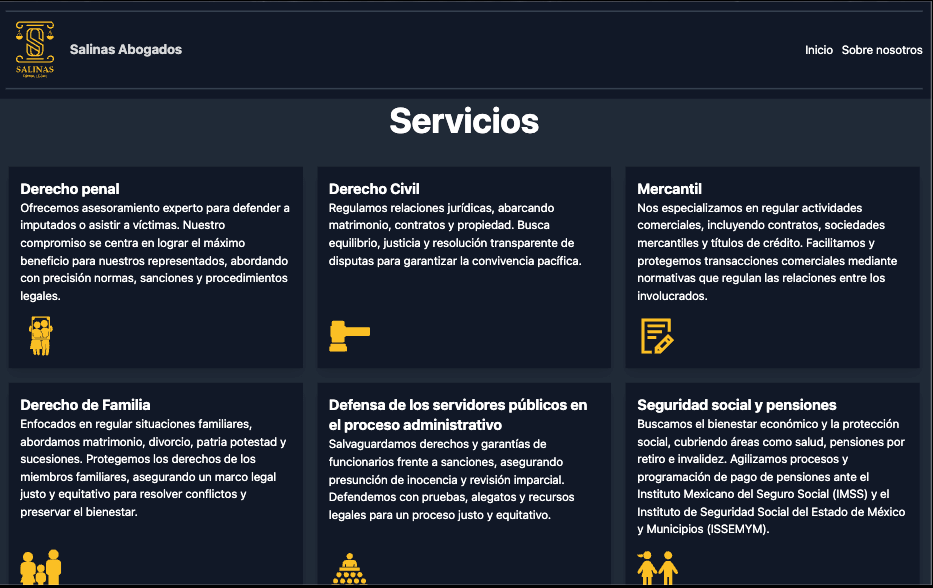 SALINAS
Salinas Abogados
Inicio Sobre nosotros
Servicios
Derecho penal
Ofrecemos asesoramiento experto para defender a
imputados o asistir a víctimas. Nuestro
compromiso se centra en lograr el máximo
beneficio para nuestros representados, abordando
con precisión normas, sanciones y procedimientos
legales.
Derecho Civil
Regulamos relaciones jurídicas, abarcando
matrimonio, contratos y propiedad. Busca
equilibrio, justicia y resolución transparente de
disputas para garantizar la convivencia pacífica.
Mercantil
Nos especializamos en regular actividades
comerciales, incluyendo contratos, sociedades
mercantiles y títulos de crédito. Facilitamos y
protegemos transacciones comerciales mediante
normativas que regulan las relaciones entre los
involucrados.
Derecho de Familia
Enfocados en regular situaciones familiares,
abordamos matrimonio, divorcio, patria potestad y
sucesiones. Protegemos los derechos de los
miembros familiares, asegurando un marco legal
justo y equitativo para resolver conflictos y
preservar el bienestar.
Defensa de los servidores públicos en
el proceso administrativo
Salvaguardamos derechos y garantías de
funcionarios frente a sanciones, asegurando
presunción de inocencia y revisión imparcial.
Defendemos con pruebas, alegatos y recursos
legales para un proceso justo y equitativo.
Seguridad social y pensiones
Buscamos el bienestar económico y la protección
social, cubriendo áreas como salud, pensiones por
retiro e invalidez. Agilizamos procesos y
programación de pago de pensiones ante el
Instituto Mexicano del Seguro Social (IMSS) y el
Instituto de Seguridad Social del Estado de México
y Municipios (ISSEMYM).